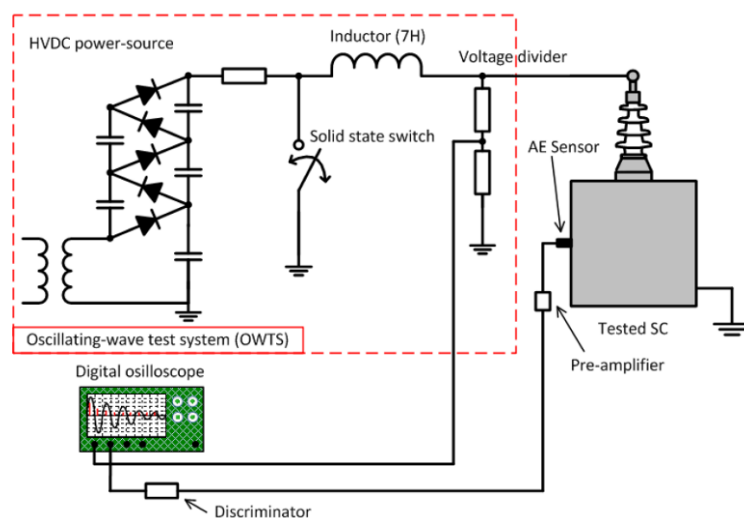 HVDC power-source
Inductor (7H)
Voltage divider
Solid state switch
AE Sensor
Oscillating-wave test system (OWTS)
Tested SC
Pre-amplifier
Digital osilloscope
Discriminator